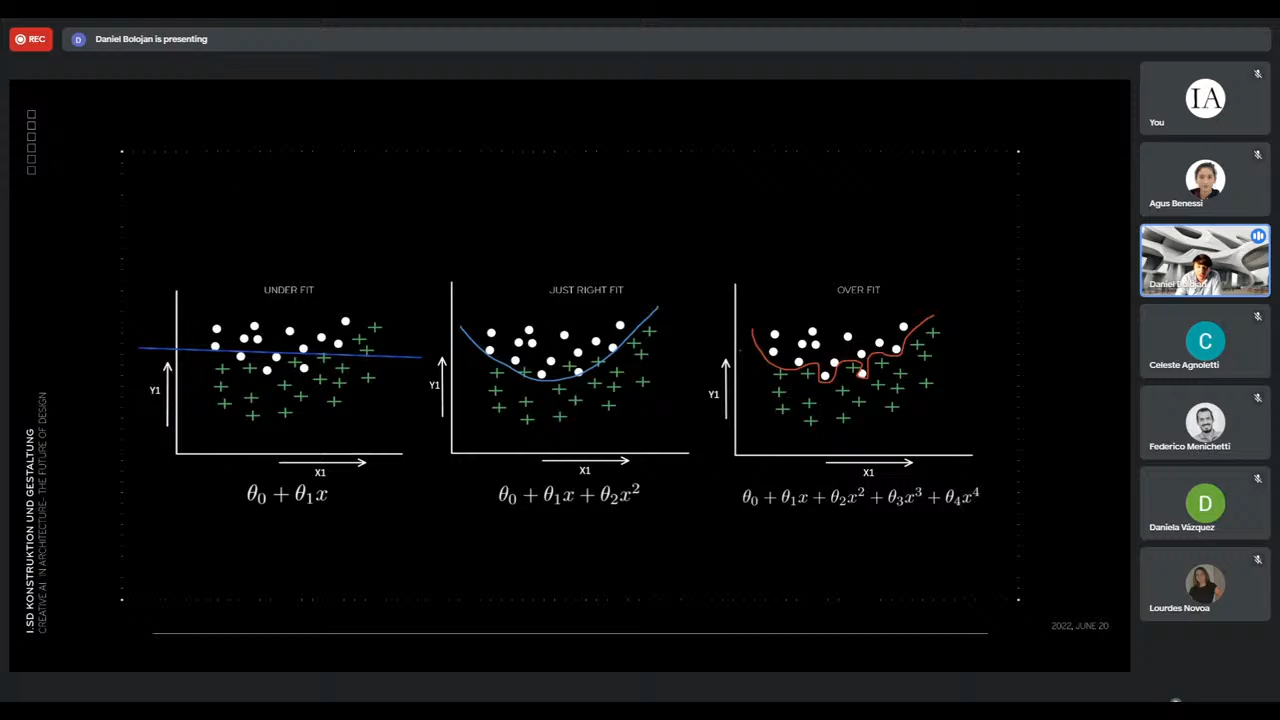 REC
D
Daniel Bolojan is presenting
I.SD KONSTRUKTION UND GESTALTUNG
CREATIVE AI IN ARCHITECTURE- THE FUTURE OF DESIGN
UNDER FIT
Y1
X1
θ₀ + θ₁x
JUST RIGHT FIT
Y1
X1
θ₀ + θ₁x + θ₂x²
OVER FIT
Y1
X1
θ₀ + θ₁x + θ₂x² + θ₃x³ + θ₄x⁴
2022, JUNE 20
IA
You
Agus Benessi
Daniel Bolojan
C
Celeste Agnoletti
Federico Menichetti
D
Daniela Vázquez
Lourdes Novoa